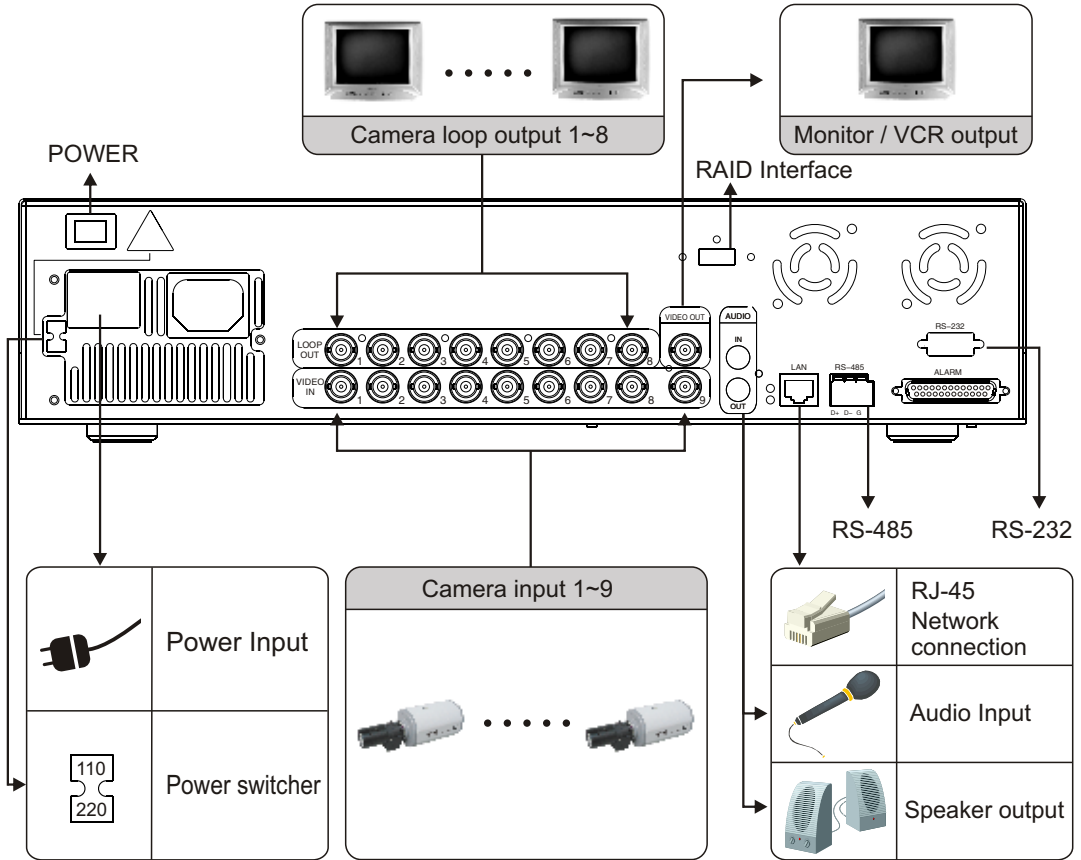 Camera loop output 1~8
Monitor / VCR output
POWER
RAID Interface
VIDEO OUT
AUDIO
IN
OUT
LOOP
OUT
1 2 3 4 5 6 7 8
VIDEO
IN
1 2 3 4 5 6 7 8 9
LAN
RS-485
D+ D- G
RS-232
ALARM
RS-485
RS-232
Power Input
110
220
Power switcher
Camera input 1~9
RJ-45
Network
connection
Audio Input
Speaker output